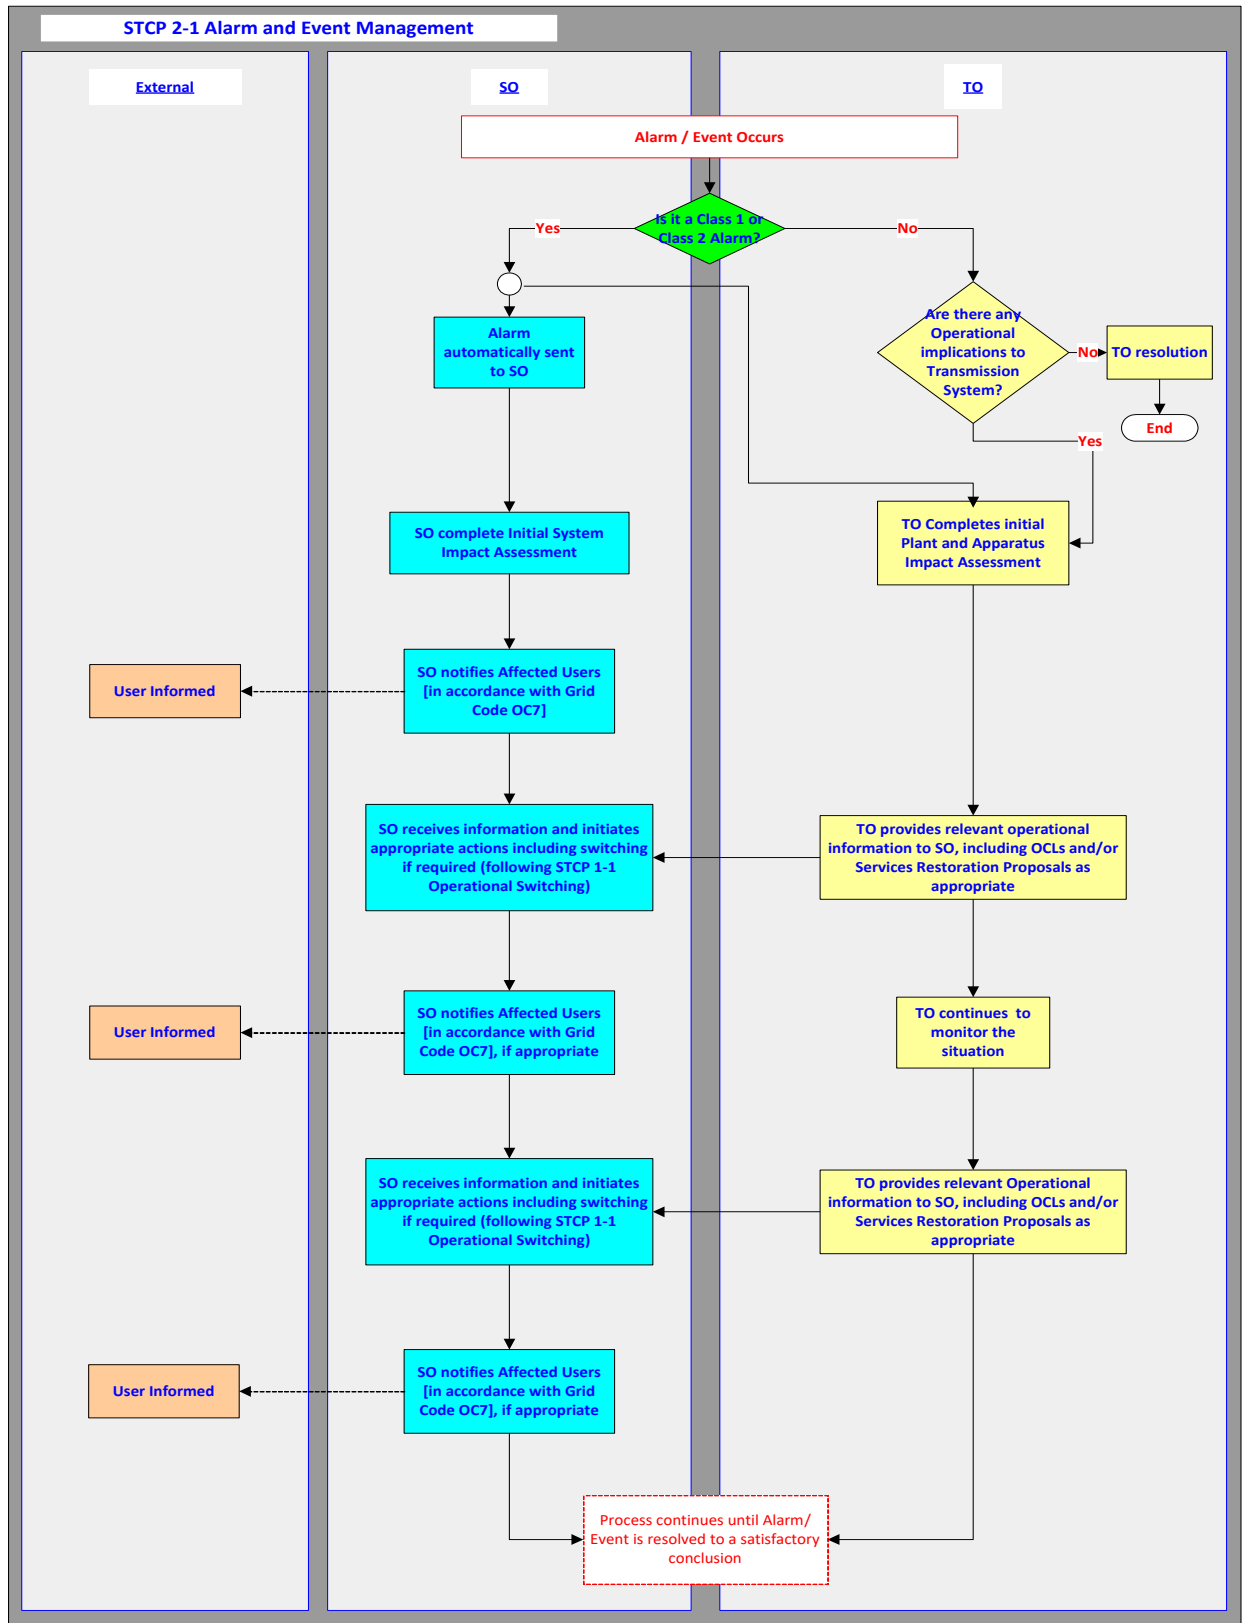 STCP 2-1 Alarm and Event Management
External
SO
TO
Alarm / Event Occurs
Is it a Class 1 or
Class 2 Alarm?
Yes
No
Are there any
Operational
implications to
Transmission
System?
No
TO resolution
End
Yes
Alarm
automatically sent
to SO
SO complete Initial System
Impact Assessment
TO Completes initial
Plant and Apparatus
Impact Assessment
SO notifies Affected Users
[in accordance with Grid
Code OC7]
User Informed
SO receives information and initiates
appropriate actions including switching
if required (following STCP 1-1
Operational Switching)
TO provides relevant operational
information to SO, including OCLs and/or
Services Restoration Proposals as
appropriate
SO notifies Affected Users
[in accordance with Grid
Code OC7], if appropriate
User Informed
TO continues to
monitor the
situation
SO receives information and initiates
appropriate actions including switching
if required (following STCP 1-1
Operational Switching)
TO provides relevant Operational
information to SO, including OCLs and/or
Services Restoration Proposals as
appropriate
SO notifies Affected Users
[in accordance with Grid
Code OC7], if appropriate
User Informed
Process continues until Alarm/
Event is resolved to a satisfactory
conclusion